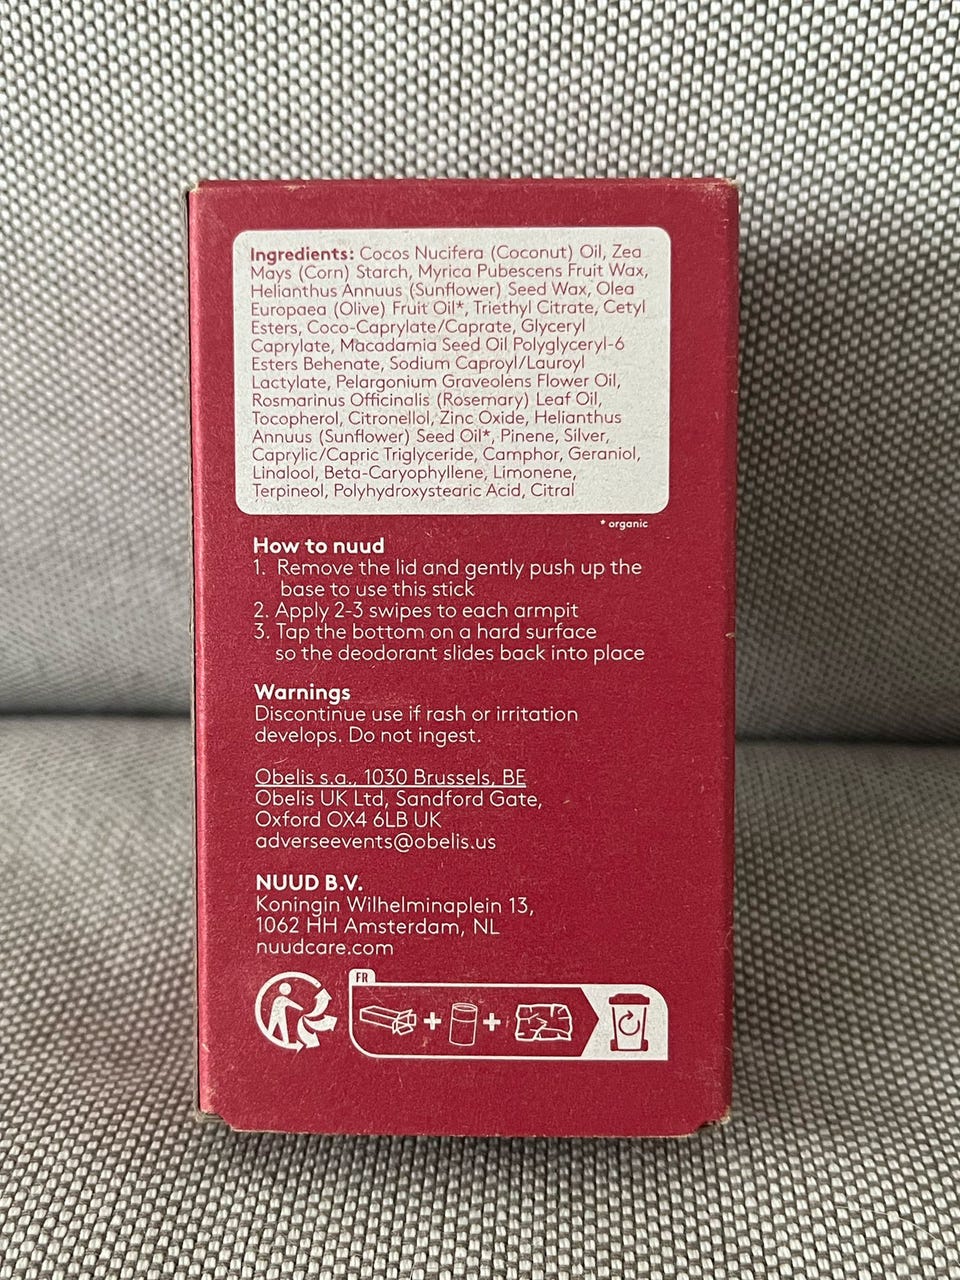 Ingredients: Cocos Nucifera (Coconut) Oil, Zea
Mays (Corn) Starch, Myrica Pubescens Fruit Wax,
Helianthus Annuus (Sunflower) Seed Wax, Olea
Europaea (Olive) Fruit Oil*, Triethyl Citrate, Cetyl
Esters, Coco-Caprylate/Caprate, Glyceryl
Caprylate, Macadamia Seed Oil Polyglyceryl-6
Esters Behenate, Sodium Caproyl/Lauroyl
Lactylate, Pelargonium Graveolens Flower Oil,
Rosmarinus Officinalis (Rosemary) Leaf Oil,
Tocopherol, Citronellol, Zinc Oxide, Helianthus
Annuus (Sunflower) Seed Oil*, Pinene, Silver,
Caprylic/Capric Triglyceride, Camphor, Geraniol,
Linalool, Beta-Caryophyllene, Limonene,
Terpineol, Polyhydroxystearic Acid, Citral
* organic
How to nuud
1. Remove the lid and gently push up the
base to use this stick
2. Apply 2-3 swipes to each armpit
3. Tap the bottom on a hard surface
so the deodorant slides back into place
Warnings
Discontinue use if rash or irritation
develops. Do not ingest.
Obelis s.a., 1030 Brussels, BE
Obelis UK Ltd, Sandford Gate,
Oxford OX4 6LB UK
adverseevents@obelis.us
NUUD B.V.
Koningin Wilhelminaplein 13,
1062 HH Amsterdam, NL
nuudcare.com
FR